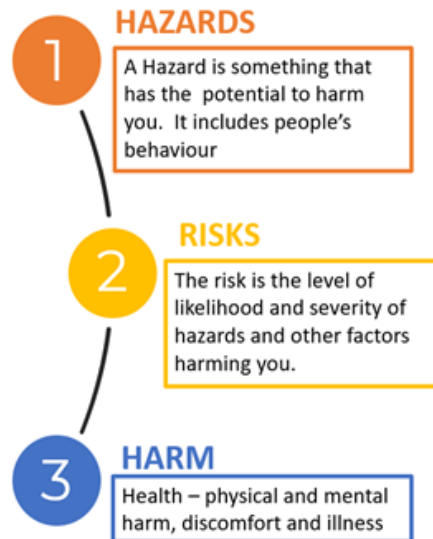 1
HAZARDS
A Hazard is something that
has the potential to harm
you. It includes people's
behaviour
2
RISKS
The risk is the level of
likelihood and severity of
hazards and other factors
harming you.
3
HARM
Health – physical and mental
harm, discomfort and illness